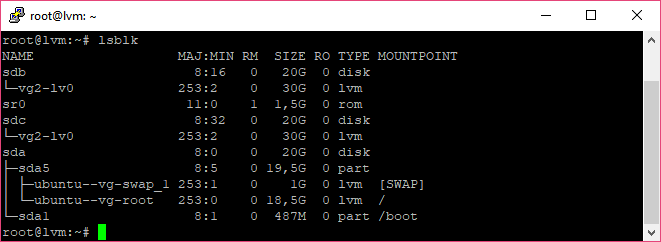 root@lvm: ~
root@lvm:~# lsblk
NAME                  MAJ:MIN RM   SIZE RO TYPE MOUNTPOINT
sdb                     8:16   0    20G  0 disk
└─vg2-lv0             253:2    0    30G  0 lvm
sr0                    11:0    1   1,5G  0 rom
sdc                     8:32   0    20G  0 disk
└─vg2-lv0             253:2    0    30G  0 lvm
sda                     8:0    0    20G  0 disk
├─sda5                  8:5    0  19,5G  0 part
│ ├─ubuntu--vg-swap_1 253:1    0     1G  0 lvm  [SWAP]
│ └─ubuntu--vg-root   253:0    0  18,5G  0 lvm  /
└─sda1                  8:1    0   487M  0 part /boot
root@lvm:~#